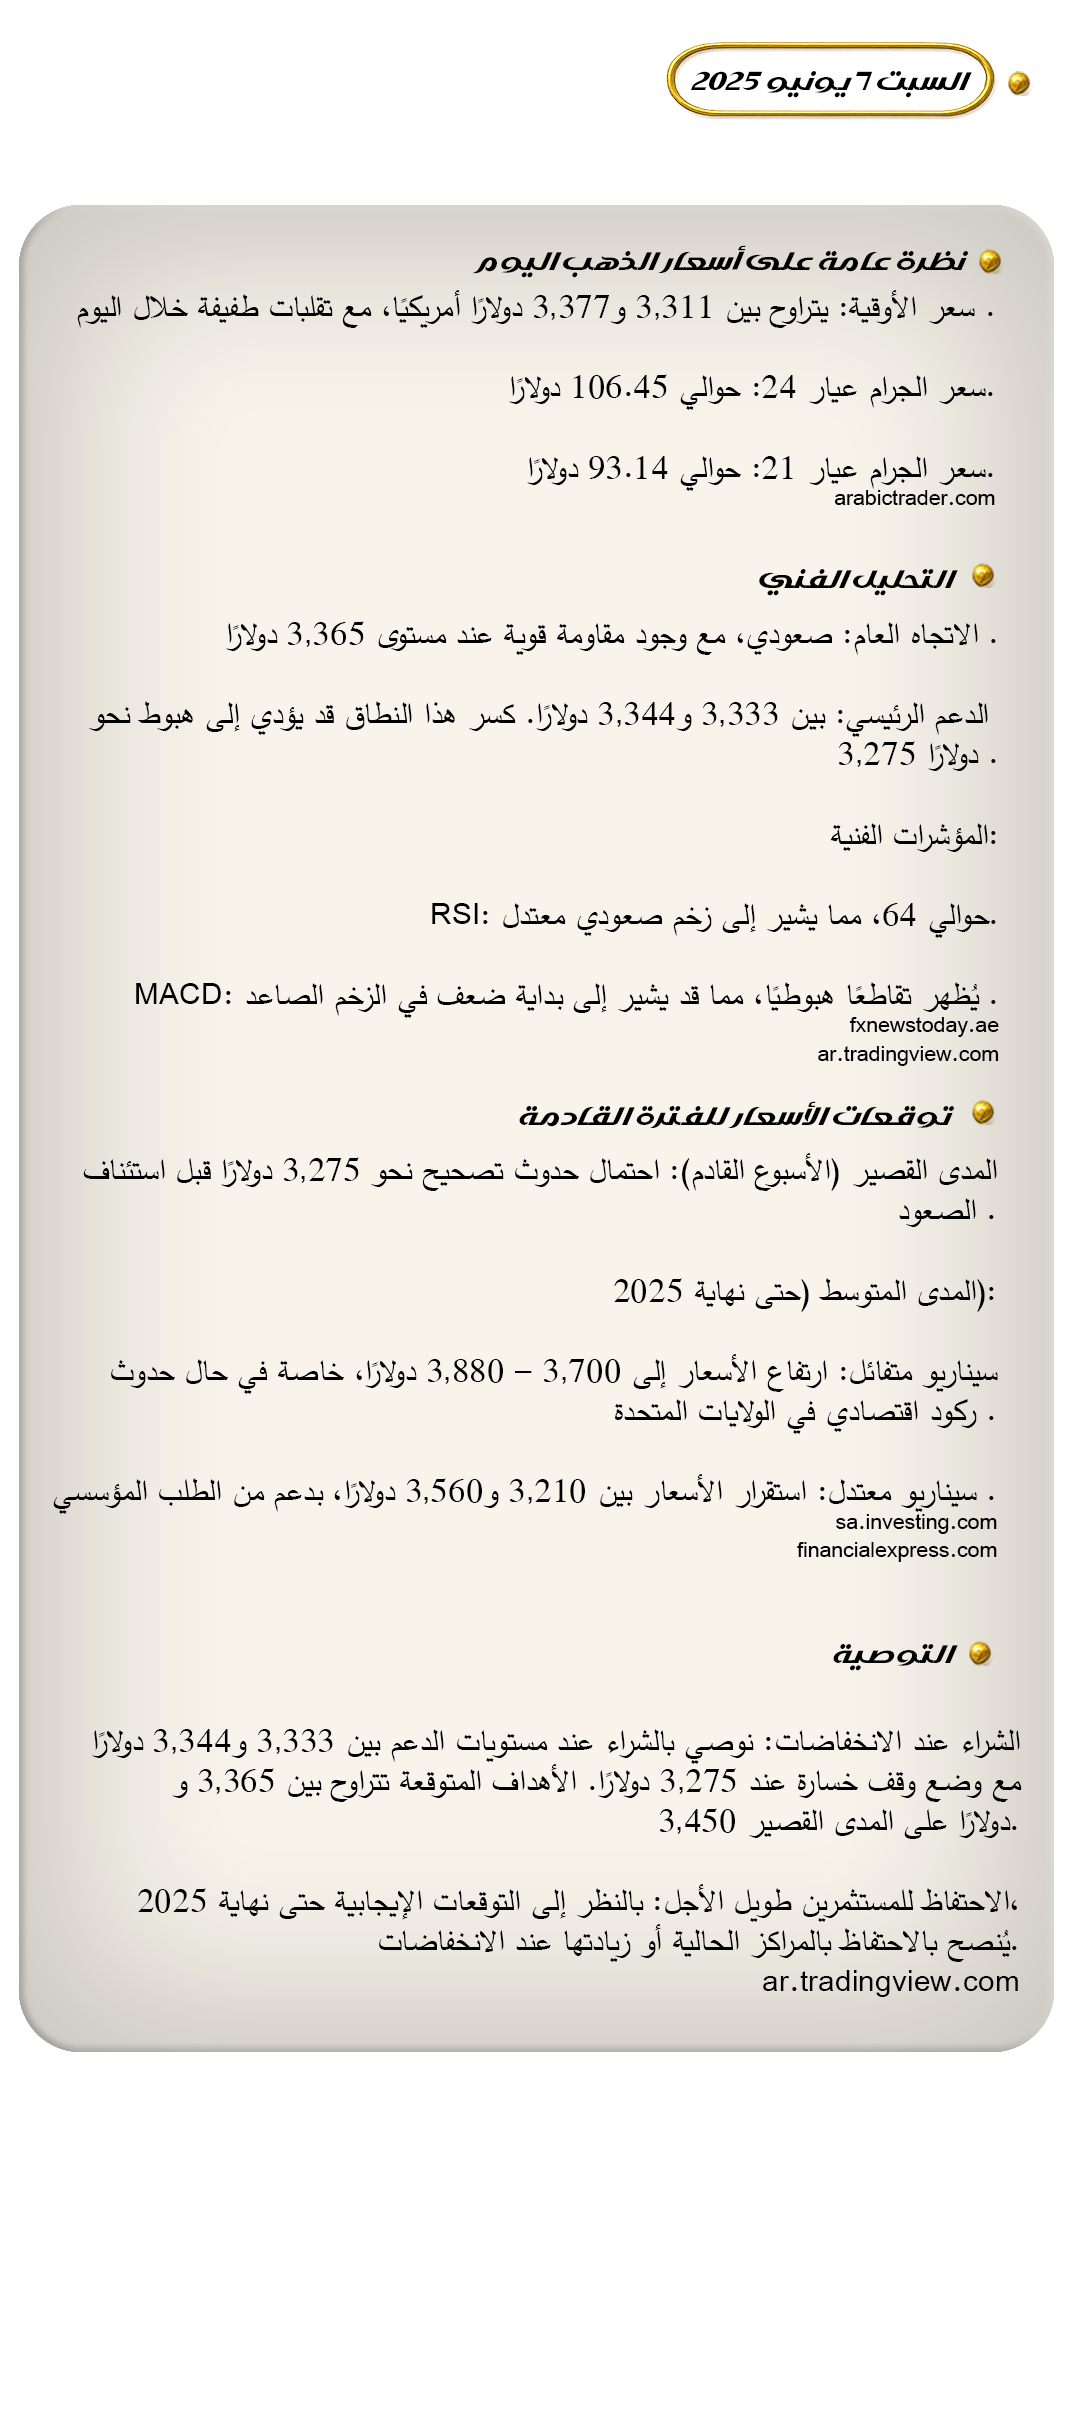 السبت ٦ يونيو 2025
نظرة عامة على أسعار الذهب اليوم
. سعر الأوقية: يتراوح بين 3,311 و3,377 دولارًا أمريكيًا، مع تقلبات طفيفة خلال اليوم
.سعر الجرام عيار 24: حوالي 106.45 دولارًا
.سعر الجرام عيار 21: حوالي 93.14 دولارًا
arabictrader.com
التحليل الفني
. الاتجاه العام: صعودي، مع وجود مقاومة قوية عند مستوى 3,365 دولارًا
الدعم الرئيسي: بين 3,333 و3,344 دولارًا. كسر هذا النطاق قد يؤدي إلى هبوط نحو
. دولارًا 3,275
:المؤشرات الفنية
.حوالي 64، مما يشير إلى زخم صعودي معتدل :RSI
. يُظهر تقاطعًا هبوطيًا، مما قد يشير إلى بداية ضعف في الزخم الصاعد :MACD
fxnewstoday.ae
ar.tradingview.com
توقعات الأسعار للفترة القادمة
المدى القصير (الأسبوع القادم): احتمال حدوث تصحيح نحو 3,275 دولارًا قبل استئناف
. الصعود
:(المدى المتوسط (حتى نهاية 2025
سيناريو متفائل: ارتفاع الأسعار إلى 3,700 – 3,880 دولارًا، خاصة في حال حدوث
. ركود اقتصادي في الولايات المتحدة
. سيناريو معتدل: استقرار الأسعار بين 3,210 و3,560 دولارًا، بدعم من الطلب المؤسسي
sa.investing.com
financialexpress.com
التوصية
الشراء عند الانخفاضات: نوصي بالشراء عند مستويات الدعم بين 3,333 و3,344 دولارًا
مع وضع وقف خسارة عند 3,275 دولارًا. الأهداف المتوقعة تتراوح بين 3,365 و
.دولارًا على المدى القصير 3,450
،الاحتفاظ للمستثمرين طويل الأجل: بالنظر إلى التوقعات الإيجابية حتى نهاية 2025
.يُنصح بالاحتفاظ بالمراكز الحالية أو زيادتها عند الانخفاضات
ar.tradingview.com